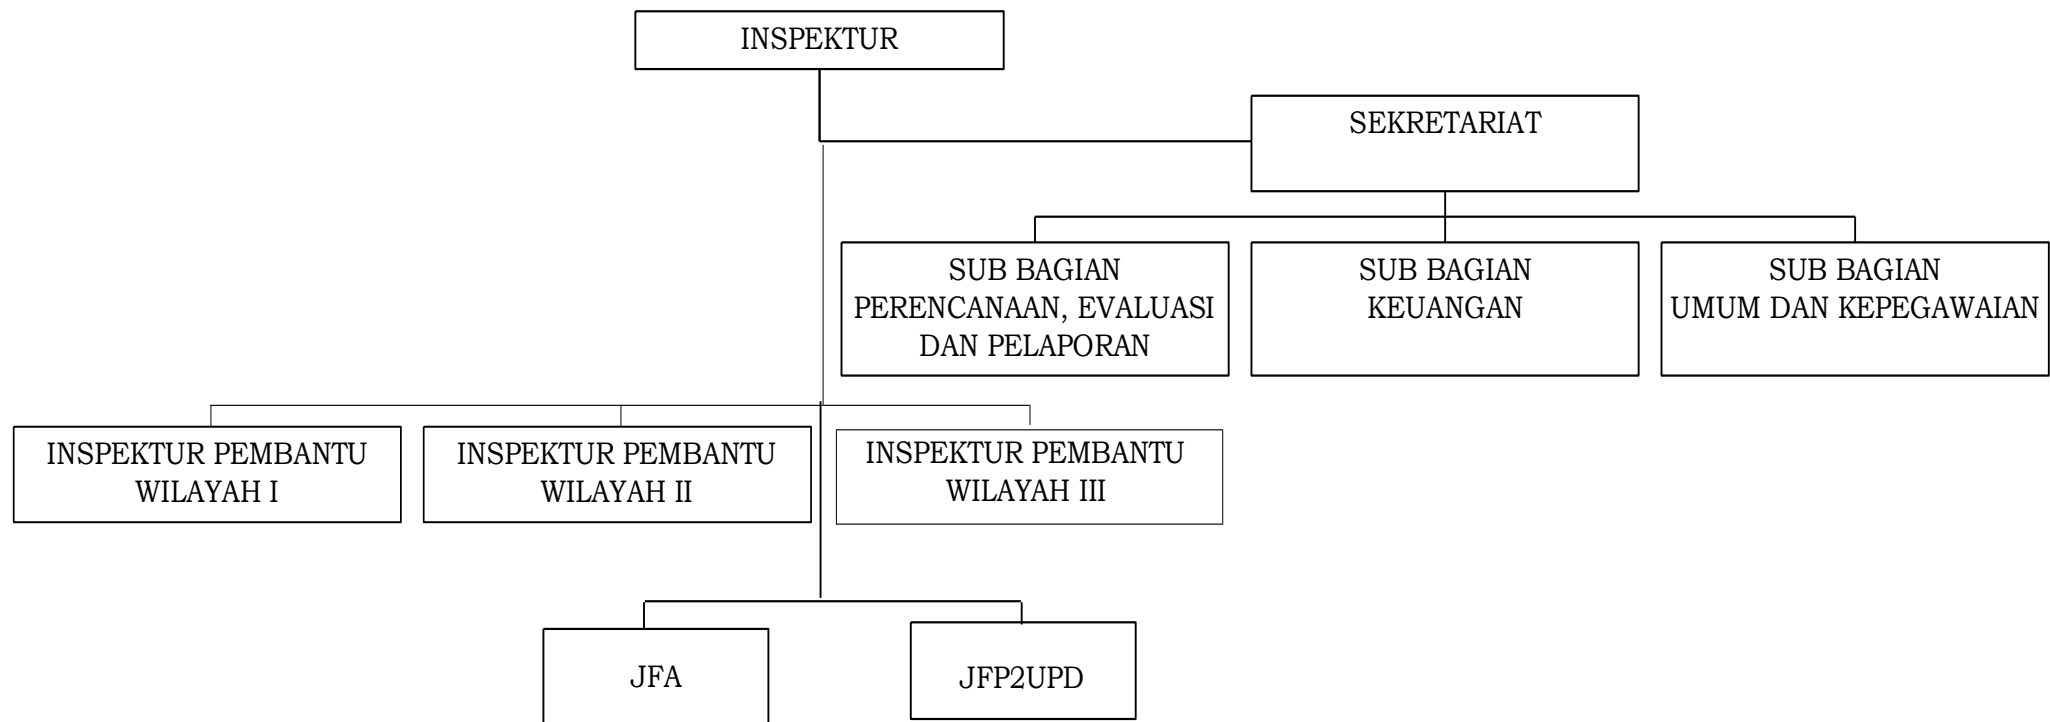 INSPEKTUR
SEKRETARIAT
SUB BAGIAN
PERENCANAAN, EVALUASI
DAN PELAPORAN
SUB BAGIAN
KEUANGAN
SUB BAGIAN
UMUM DAN KEPEGAWAIAN
INSPEKTUR PEMBANTU
WILAYAH I
INSPEKTUR PEMBANTU
WILAYAH II
INSPEKTUR PEMBANTU
WILAYAH III
JFA
JFP2UPD